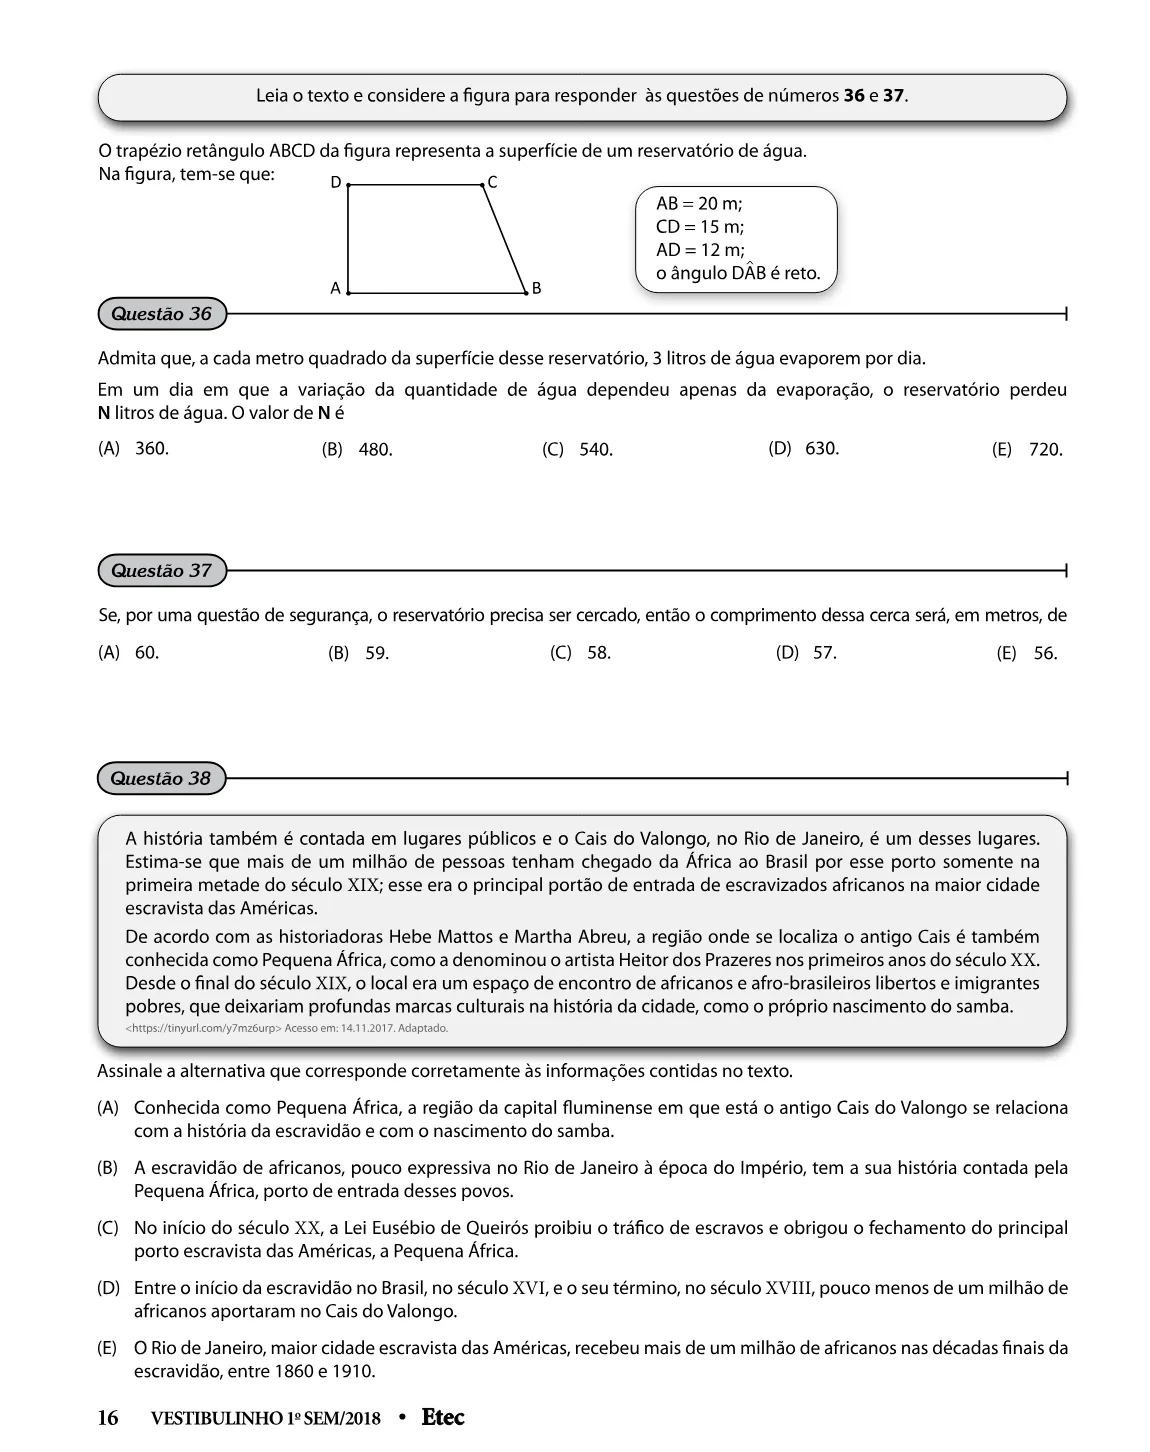 Leia o texto e considere a figura para responder às questões de números 36 e 37.
O trapézio retângulo ABCD da figura representa a superfície de um reservatório de água.
Na figura, tem-se que:
D
C
A
B
AB = 20 m;
CD = 15 m;
AD = 12 m;
o ângulo DÂB é reto.
Questão 36
Admita que, a cada metro quadrado da superfície desse reservatório, 3 litros de água evaporem por dia.
Em um dia em que a variação da quantidade de água dependeu apenas da evaporação, o reservatório perdeu
N litros de água. O valor de N é
(A) 360. (B) 480. (C) 540. (D) 630. (E) 720.
Questão 37
Se, por uma questão de segurança, o reservatório precisa ser cercado, então o comprimento dessa cerca será, em metros, de
(A) 60. (B) 59. (C) 58. (D) 57. (E) 56.
Questão 38
A história também é contada em lugares públicos e o Cais do Valongo, no Rio de Janeiro, é um desses lugares.
Estima-se que mais de um milhão de pessoas tenham chegado da África ao Brasil por esse porto somente na
primeira metade do século XIX; esse era o principal portão de entrada de escravizados africanos na maior cidade
escravista das Américas.
De acordo com as historiadoras Hebe Mattos e Martha Abreu, a região onde se localiza o antigo Cais é também
conhecida como Pequena África, como a denominou o artista Heitor dos Prazeres nos primeiros anos do século XX.
Desde o final do século XIX, o local era um espaço de encontro de africanos e afro-brasileiros libertos e imigrantes
pobres, que deixariam profundas marcas culturais na história da cidade, como o próprio nascimento do samba.
<https://tinyurl.com/y7mz6urp> Acesso em: 14.11.2017. Adaptado.
Assinale a alternativa que corresponde corretamente às informações contidas no texto.
(A) Conhecida como Pequena África, a região da capital fluminense em que está o antigo Cais do Valongo se relaciona
com a história da escravidão e com o nascimento do samba.
(B) A escravidão de africanos, pouco expressiva no Rio de Janeiro à época do Império, tem a sua história contada pela
Pequena África, porto de entrada desses povos.
(C) No início do século XX, a Lei Eusébio de Queirós proibiu o tráfico de escravos e obrigou o fechamento do principal
porto escravista das Américas, a Pequena África.
(D) Entre o início da escravidão no Brasil, no século XVI, e o seu término, no século XVIII, pouco menos de um milhão de
africanos aportaram no Cais do Valongo.
(E) O Rio de Janeiro, maior cidade escravista das Américas, recebeu mais de um milhão de africanos nas décadas finais da
escravidão, entre 1860 e 1910.
16 VESTIBULINHO 1º SEM/2018 • Etec